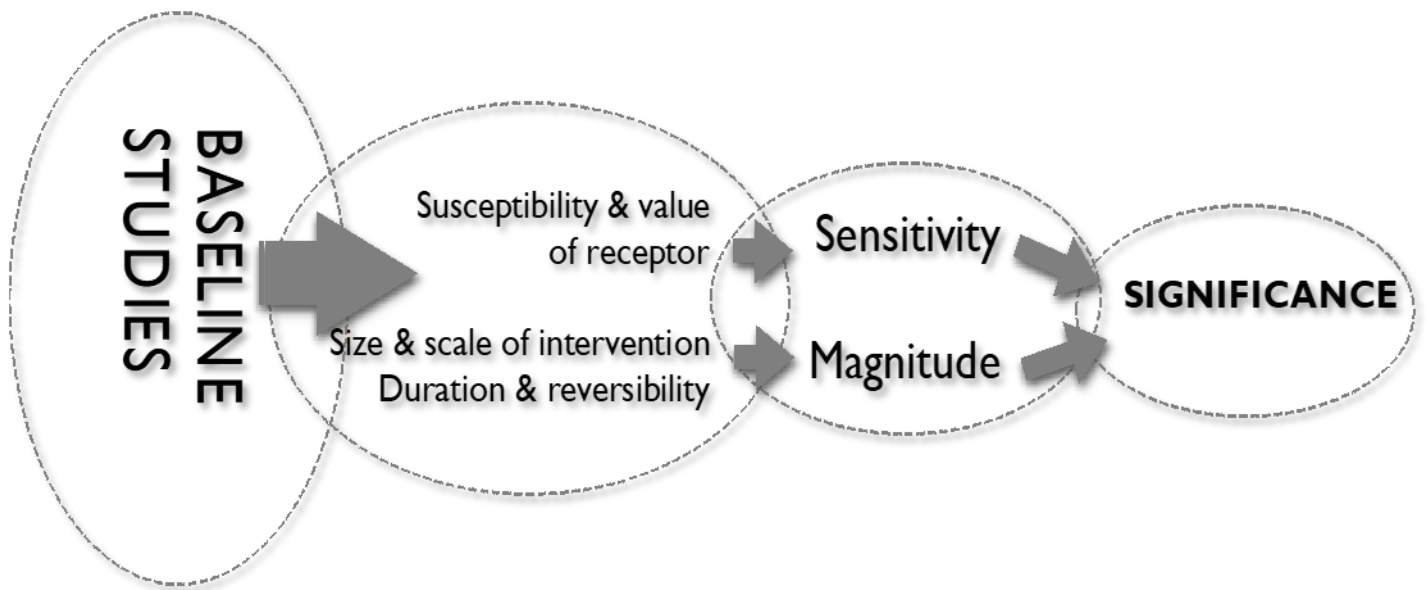 BASELINE
STUDIES
Susceptibility & value
of receptor
Size & scale of intervention
Duration & reversibility
Sensitivity
Magnitude
SIGNIFICANCE